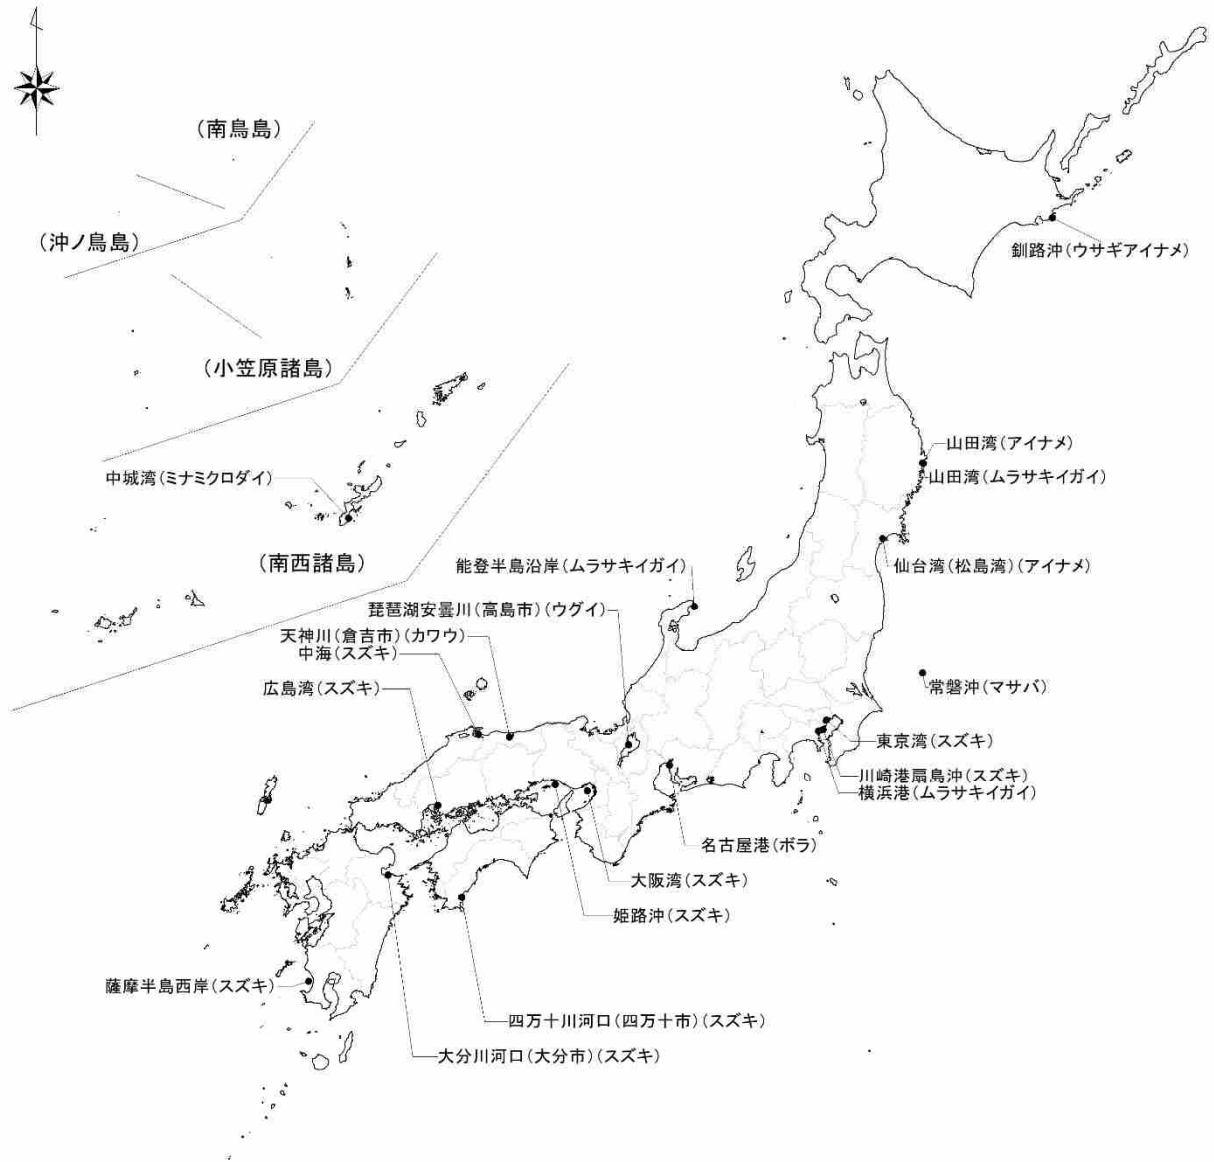 (南鳥島)
(沖ノ鳥島)
釧路沖(ウサギアイナメ)
(小笠原諸島)
山田湾(アイナメ)
中城湾(ミナミクロダイ)
山田湾(ムラサキイガイ)
(南西諸島)
能登半島沿岸(ムラサキイガイ)
仙台湾(松島湾)(アイナメ)
琵琶湖安曇川(高島市)(ウグイ)
天神川(倉吉市)(カワウ)
中海(スズキ)
広島湾(スズキ)
常磐沖(マサバ)
東京湾(スズキ)
川崎港扇島沖(スズキ)
横浜港(ムラサキイガイ)
名古屋港(ボラ)
大阪湾(スズキ)
姫路沖(スズキ)
薩摩半島西岸(スズキ)
四万十川河口(四万十市)(スズキ)
大分川河口(大分市)(スズキ)